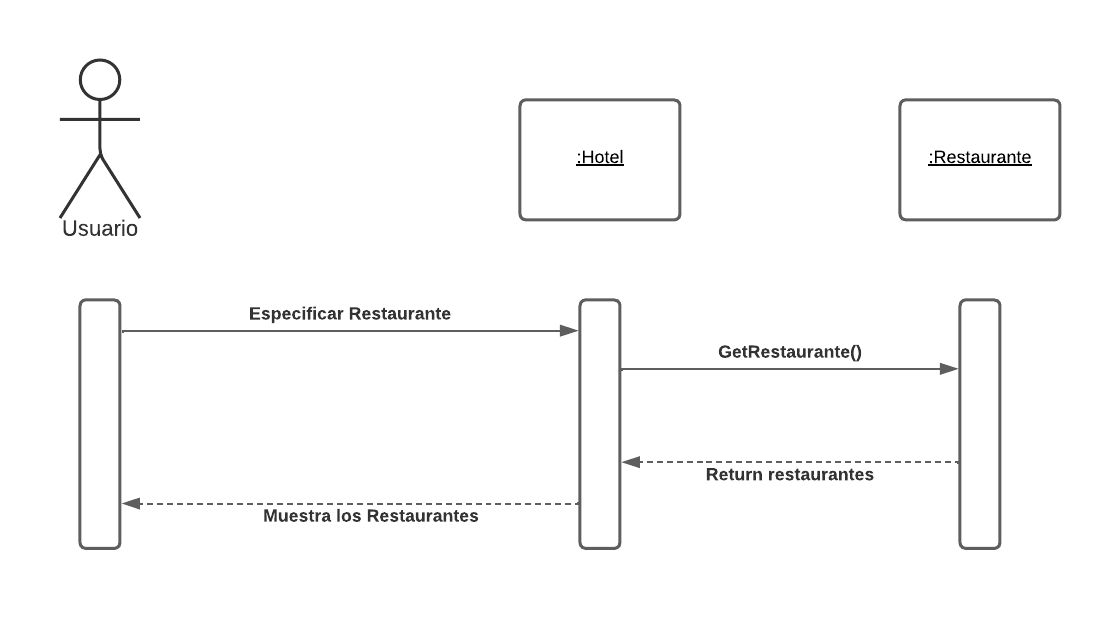 :Hotel
:Restaurante
Usuario
Especificar Restaurante
GetRestaurante()
Return restaurantes
Muestra los Restaurantes